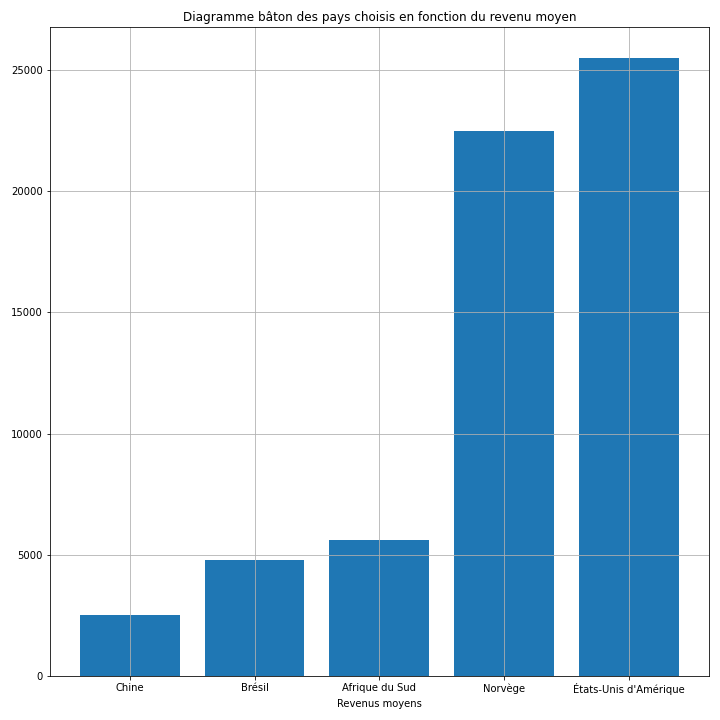 Diagramme bâton des pays choisis en fonction du revenu moyen
25000
20000
15000
10000
5000
0
Chine Brésil Afrique du Sud Norvège États-Unis d'Amérique
Revenus moyens